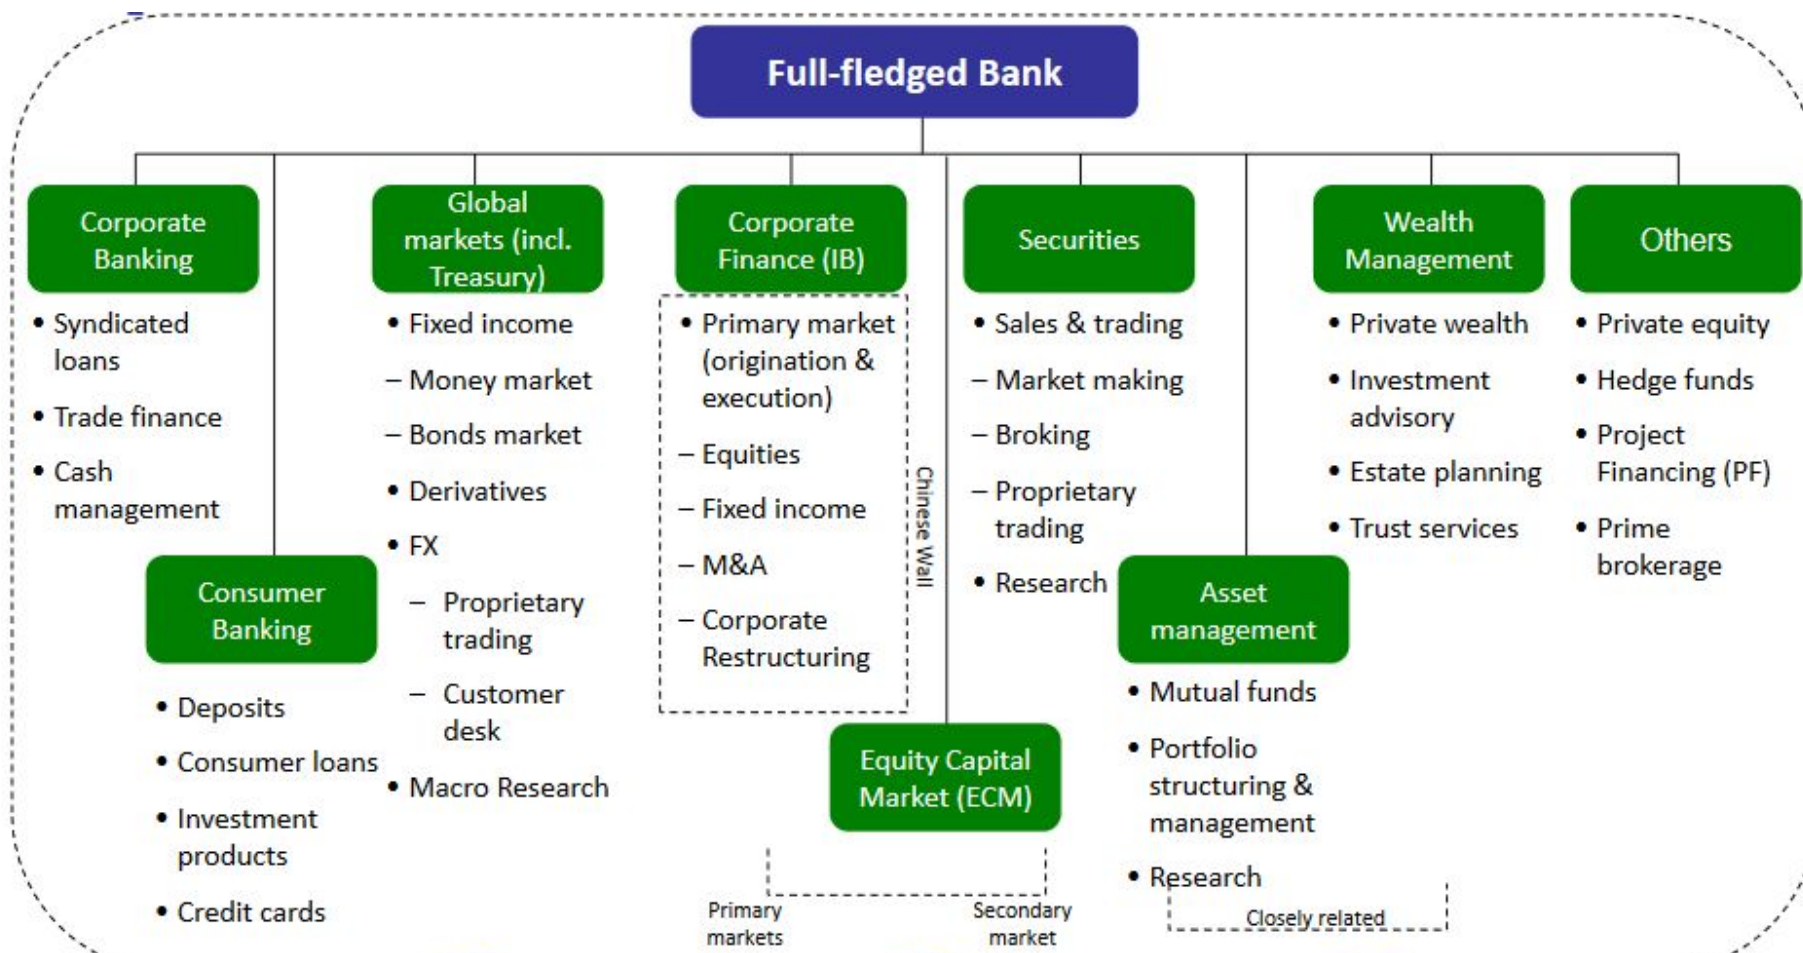 Full-fledged Bank
Corporate
Banking
• Syndicated
loans
• Trade finance
• Cash
management
Consumer
Banking
• Deposits
• Consumer loans
• Investment
products
• Credit cards
Global
markets (incl.
Treasury)
• Fixed income
– Money market
– Bonds market
• Derivatives
• FX
– Proprietary
trading
– Customer
desk
• Macro Research
Corporate
Finance (IB)
• Primary market
(origination &
execution)
– Equities
– Fixed income
– M&A
– Corporate
Restructuring
Chinese Wall
Equity Capital
Market (ECM)
Primary
markets
Secondary
market
Securities
• Sales & trading
– Market making
– Broking
– Proprietary
trading
• Research
Asset
management
• Mutual funds
• Portfolio
structuring &
management
• Research
Closely related
Wealth
Management
• Private wealth
• Investment
advisory
• Estate planning
• Trust services
Others
• Private equity
• Hedge funds
• Project
Financing (PF)
• Prime
brokerage